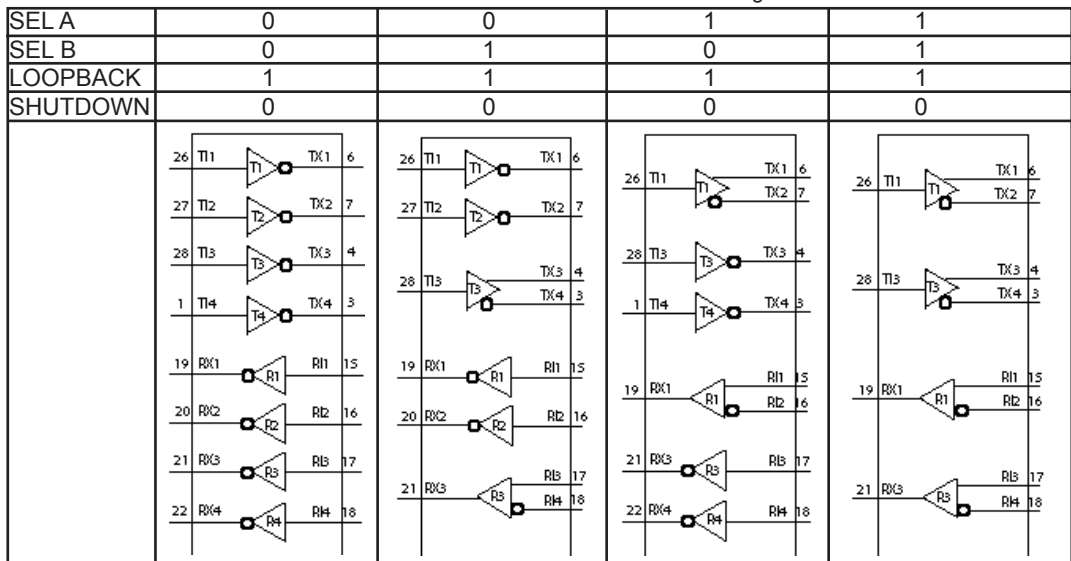 SEL A 0 0 1 1
SEL B 0 1 0 1
LOOPBACK 1 1 1 1
SHUTDOWN 0 0 0 0
26 TI1 T1 TX1 6
27 TI2 T2 TX2 7
28 TI3 T3 TX3 4
1 TI4 T4 TX4 3
19 RX1 R1 RI1 15
20 RX2 R2 RI2 16
21 RX3 R3 RI3 17
22 RX4 R4 RI4 18
26 TI1 T1 TX1 6
27 TI2 T2 TX2 7
28 TI3 T3 TX3 4
TX4 3
19 RX1 R1 RI1 15
20 RX2 R2 RI2 16
21 RX3 R3 RI3 17
RI4 18
26 TI1 T1 TX1 6
TX2 7
28 TI3 T3 TX3 4
1 TI4 T4 TX4 3
19 RX1 R1 RI1 15
RI2 16
21 RX3 R3 RI3 17
22 RX4 R4 RI4 18
26 TI1 T1 TX1 6
TX2 7
28 TI3 T3 TX3 4
TX4 3
19 RX1 R1 RI1 15
RI2 16
21 RX3 R3 RI3 17
RI4 18